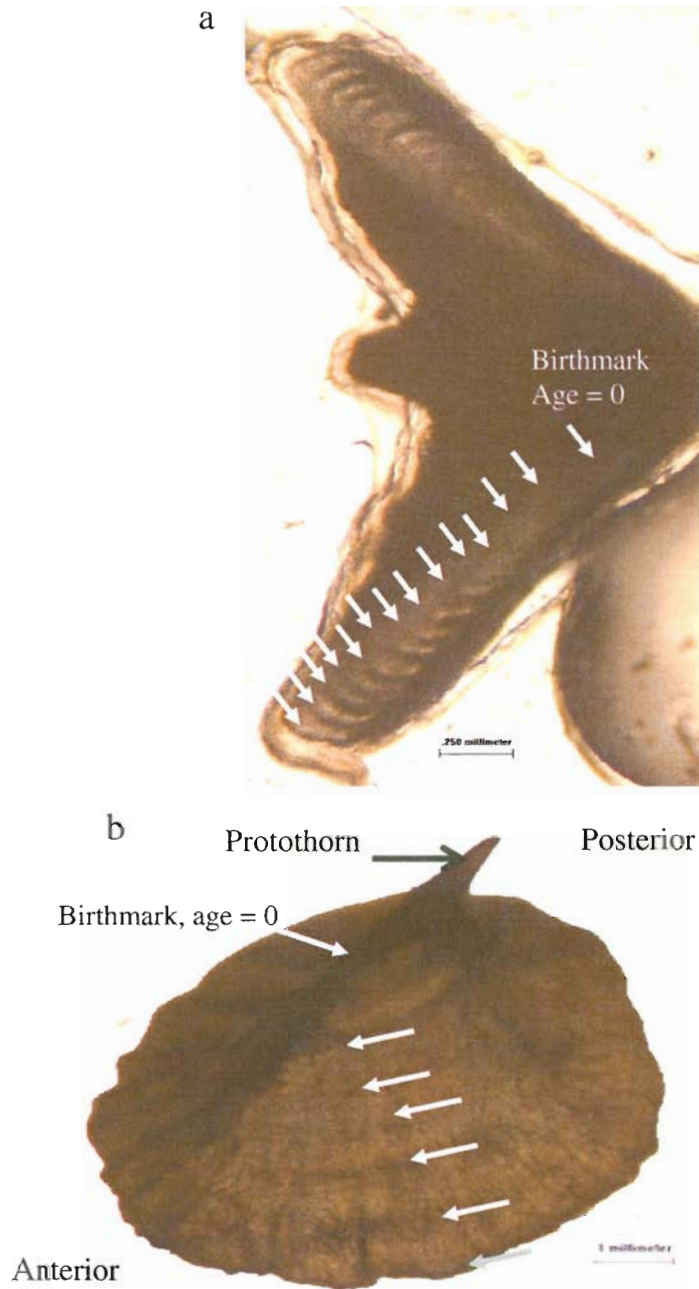 a
Birthmark
Age = 0
.250 millimeter
b
Protothorn
Posterior
Birthmark, age = 0
1 millimeter
Anterior